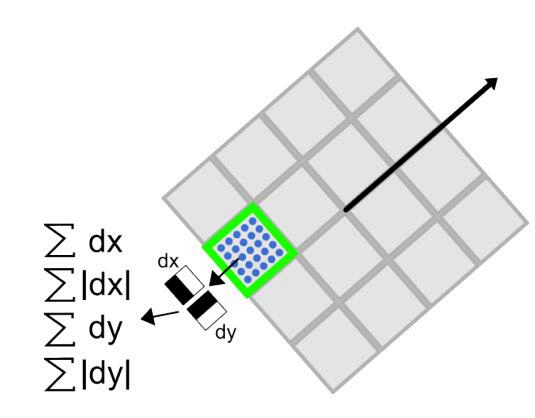 ∑ dx
∑|dx|
∑ dy
∑|dy|
dx
dy